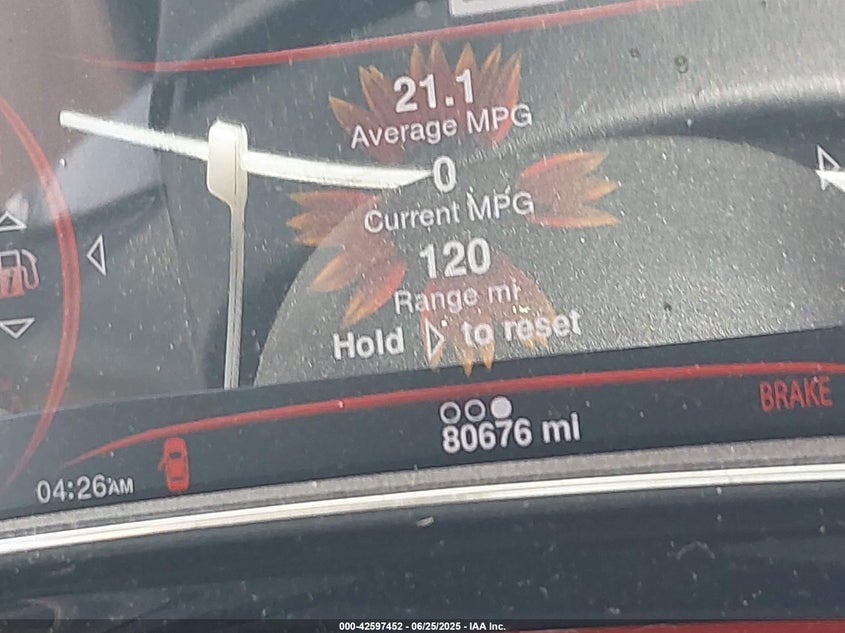 21.1
Average MPG
0
Current MPG
120
Range mi
Hold ▷ to reset
BRAKE
80676 mi
04:26AM
000-42597452 - 06/25/2025 - IAA Inc.